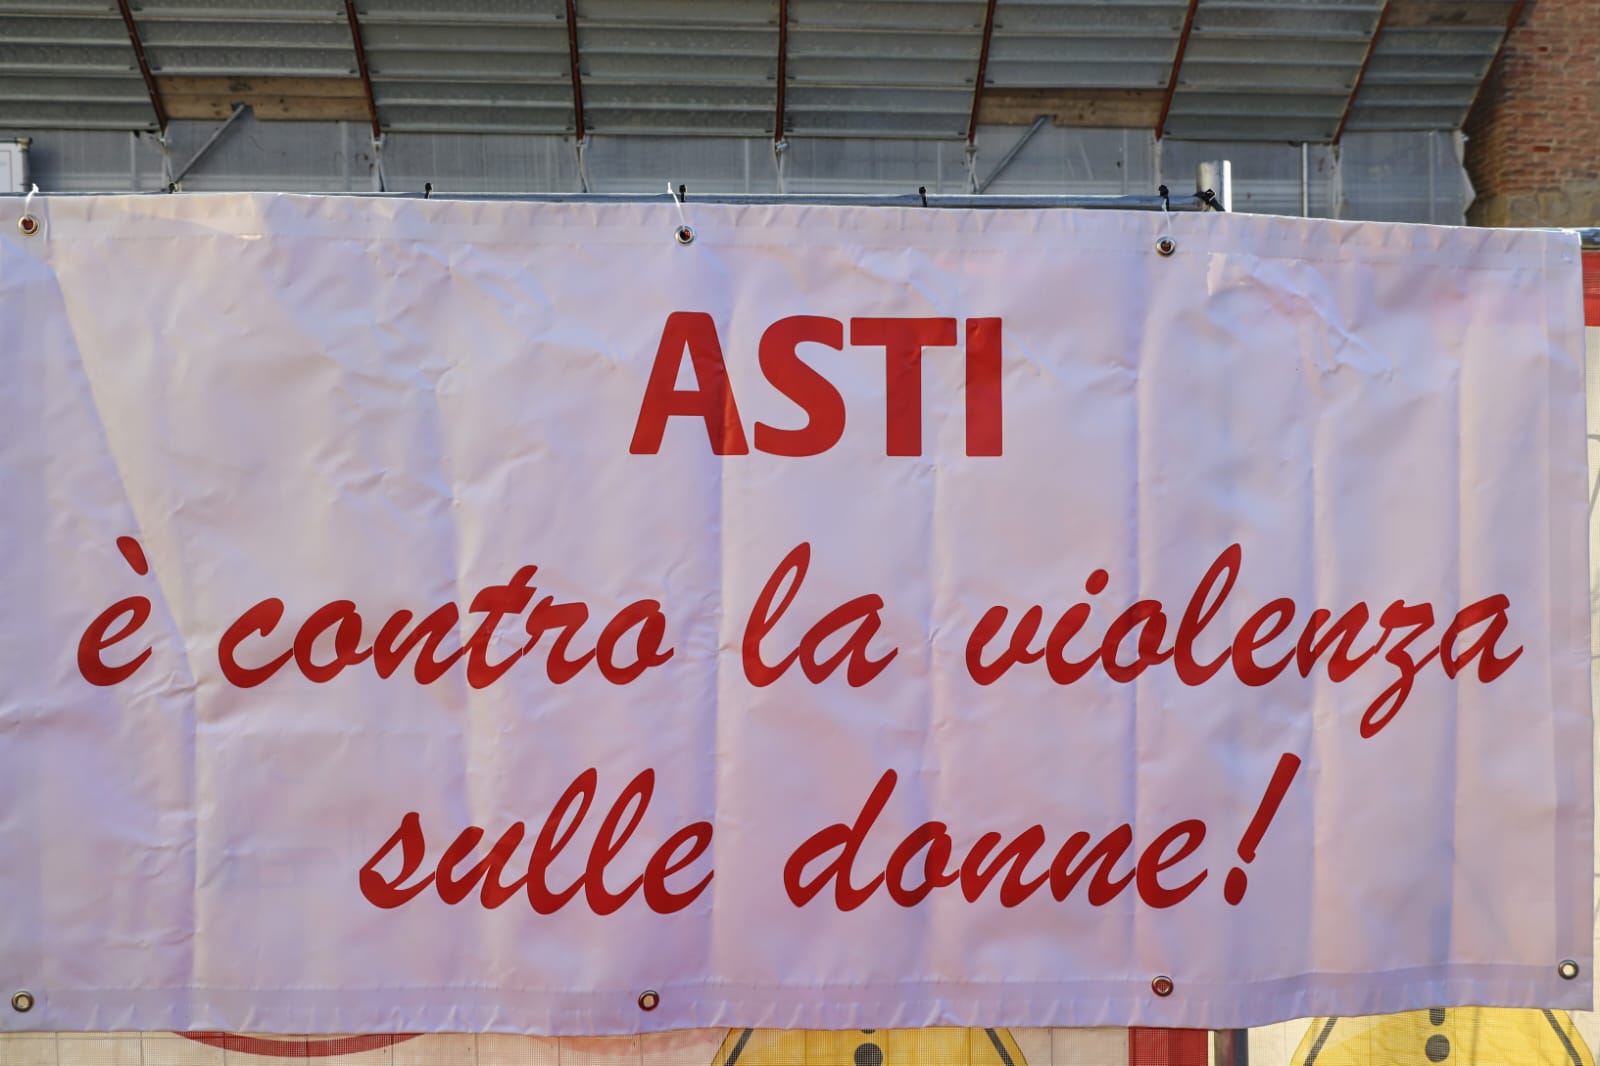 ASTI
è contro la violenza
sulle donne!